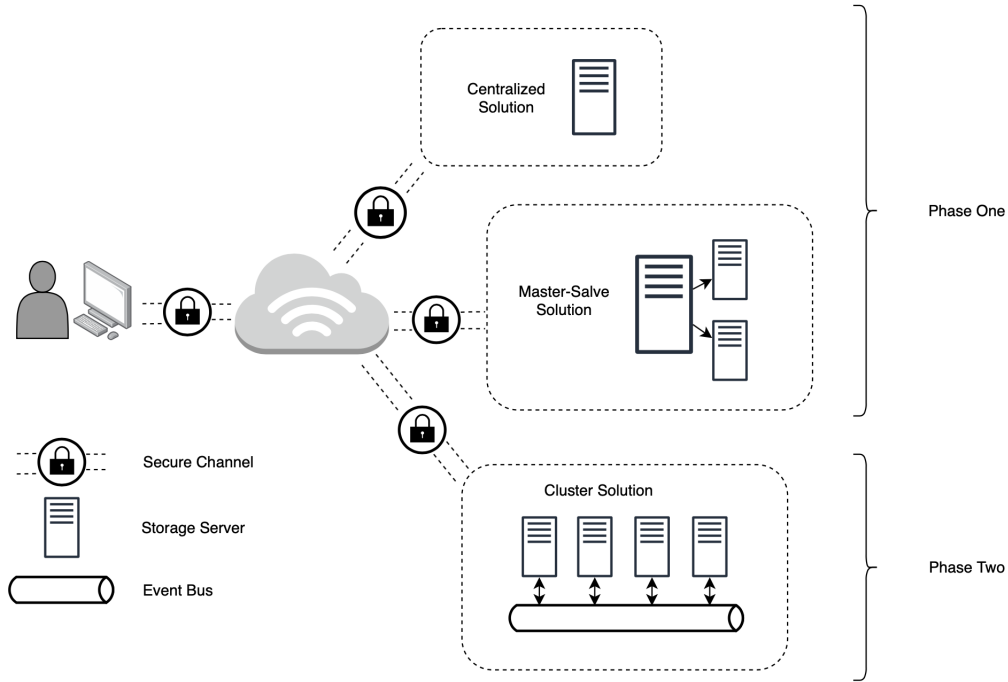 Centralized
Solution
Phase One
Master-Salve
Solution
Secure Channel
Cluster Solution
Storage Server
Phase Two
Event Bus